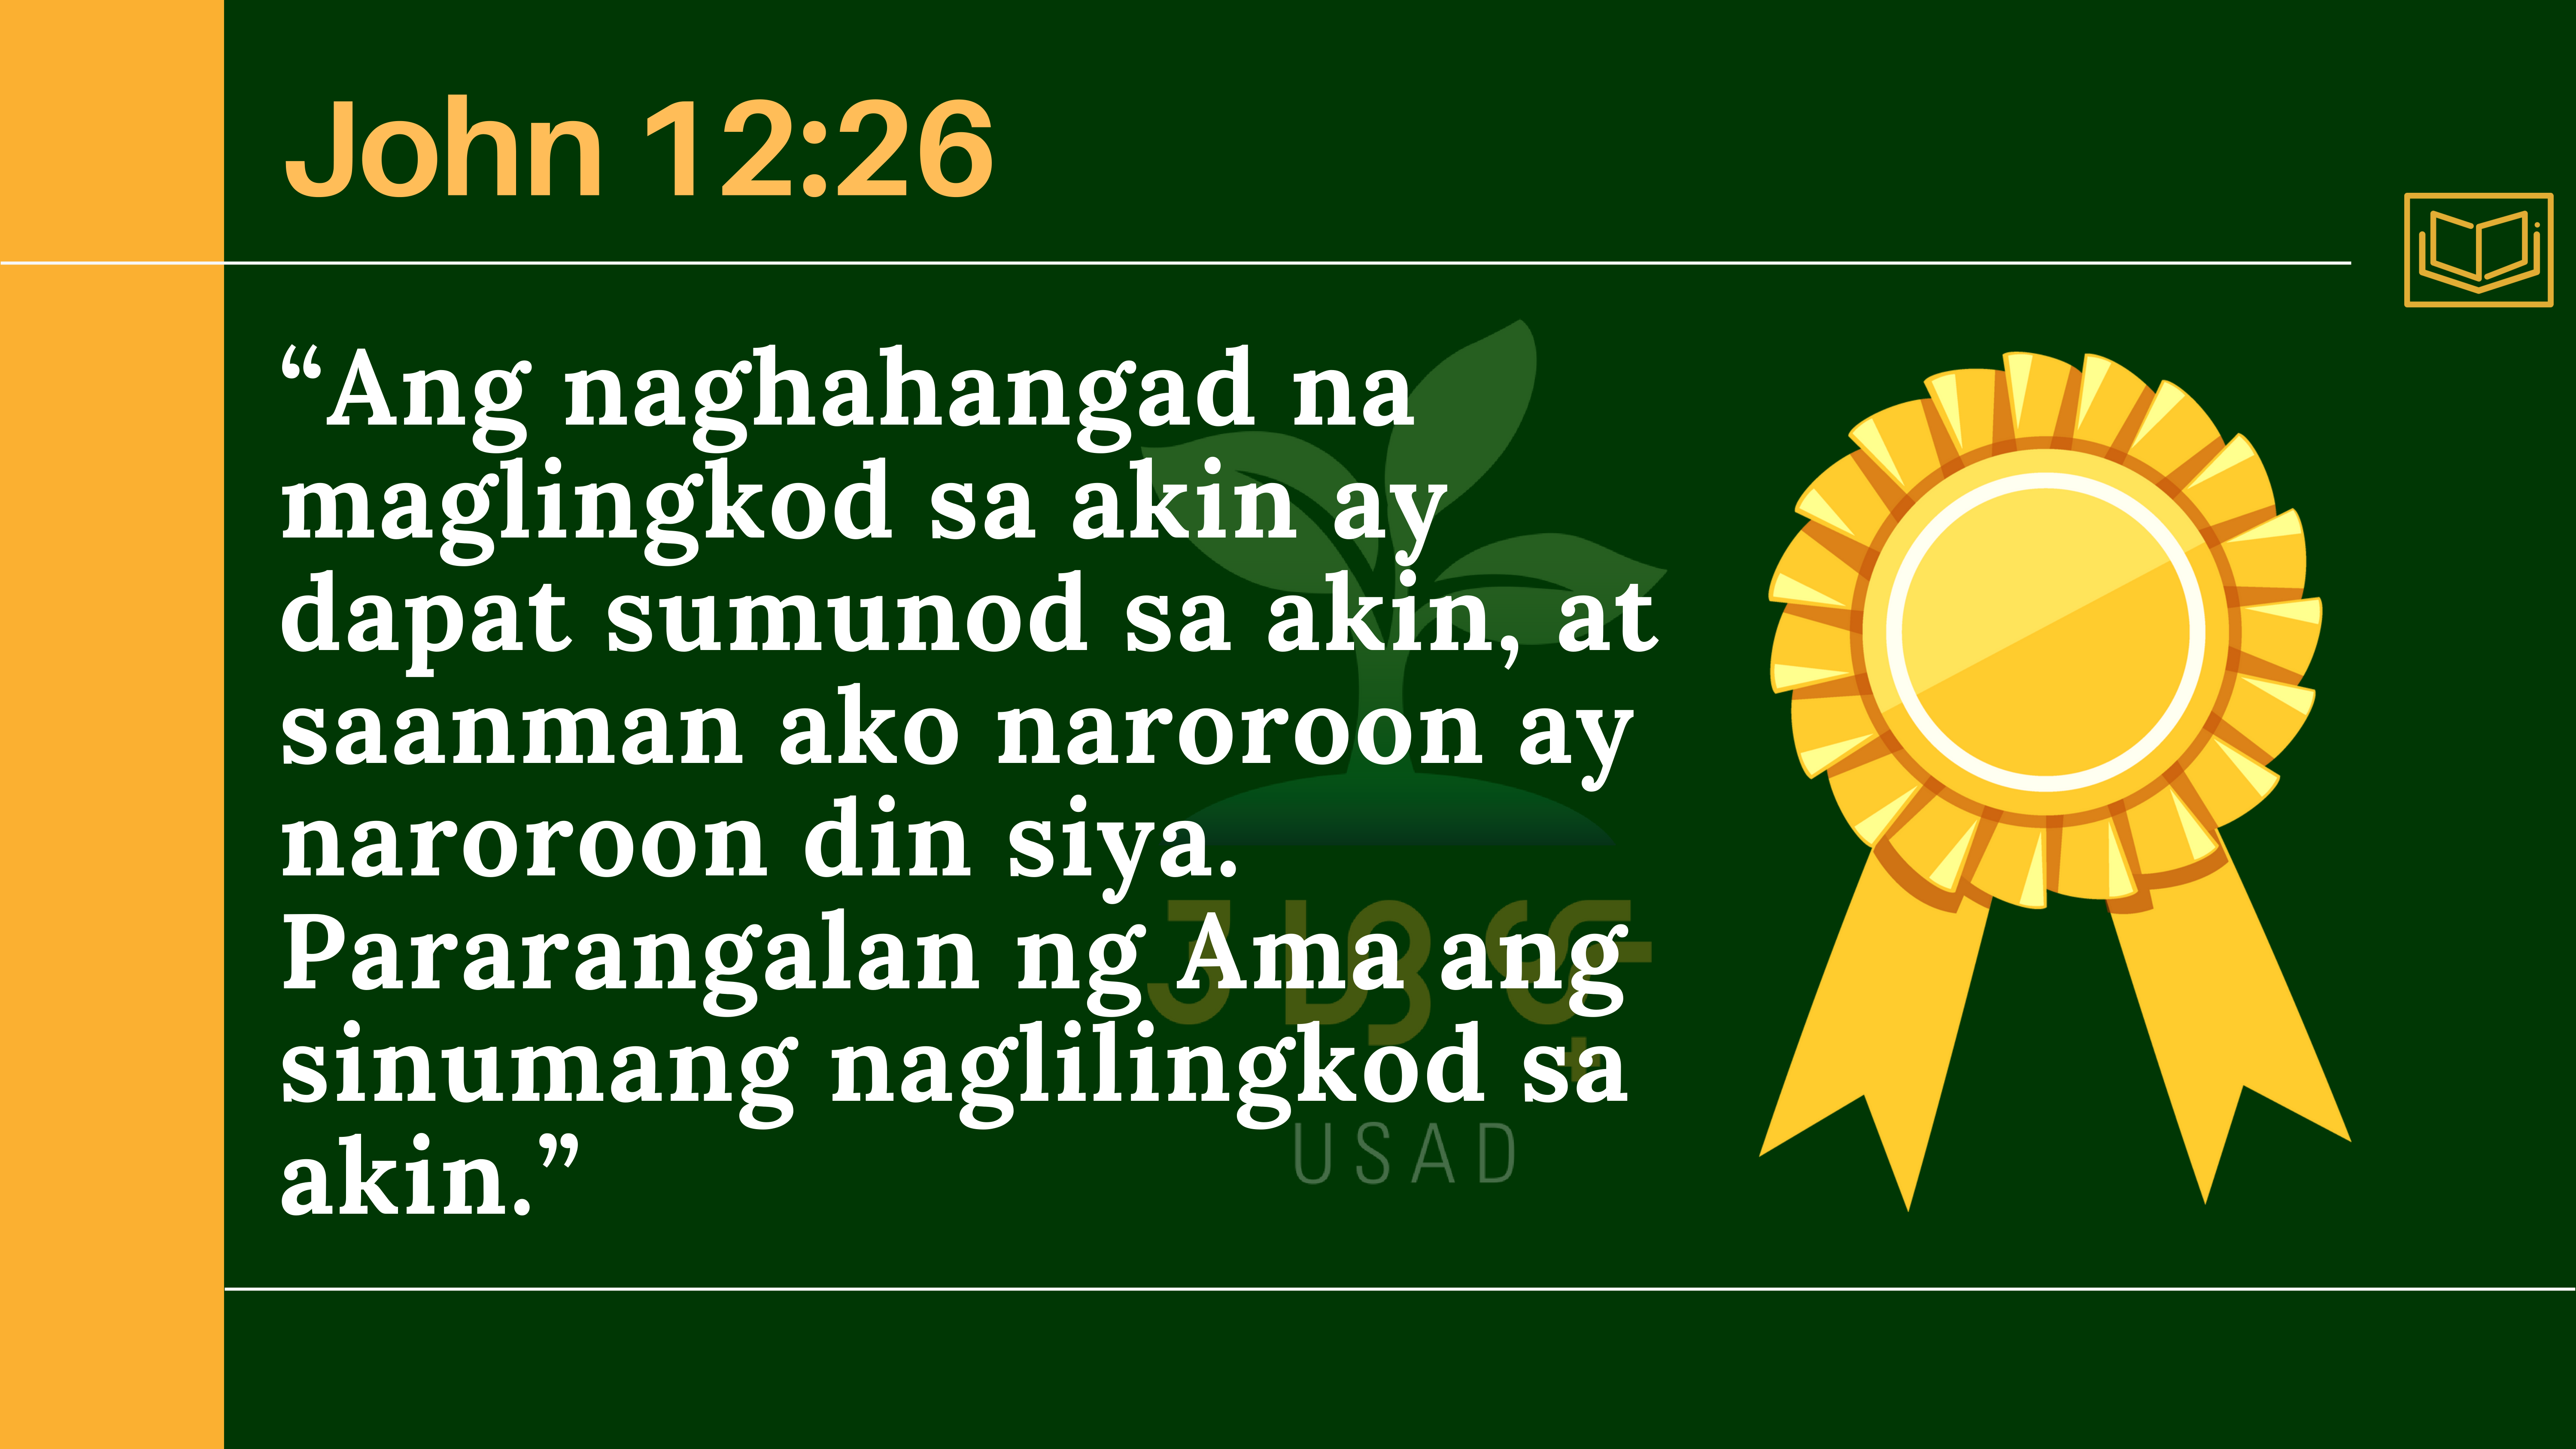 John 12:26
“Ang naghahangad na
maglingkod sa akin ay
dapat sumunod sa akin, at
saanman ako naroroon ay
naroroon din siya.
Pararangalan ng Ama ang
sinumang naglilingkod sa
akin.”
USAD